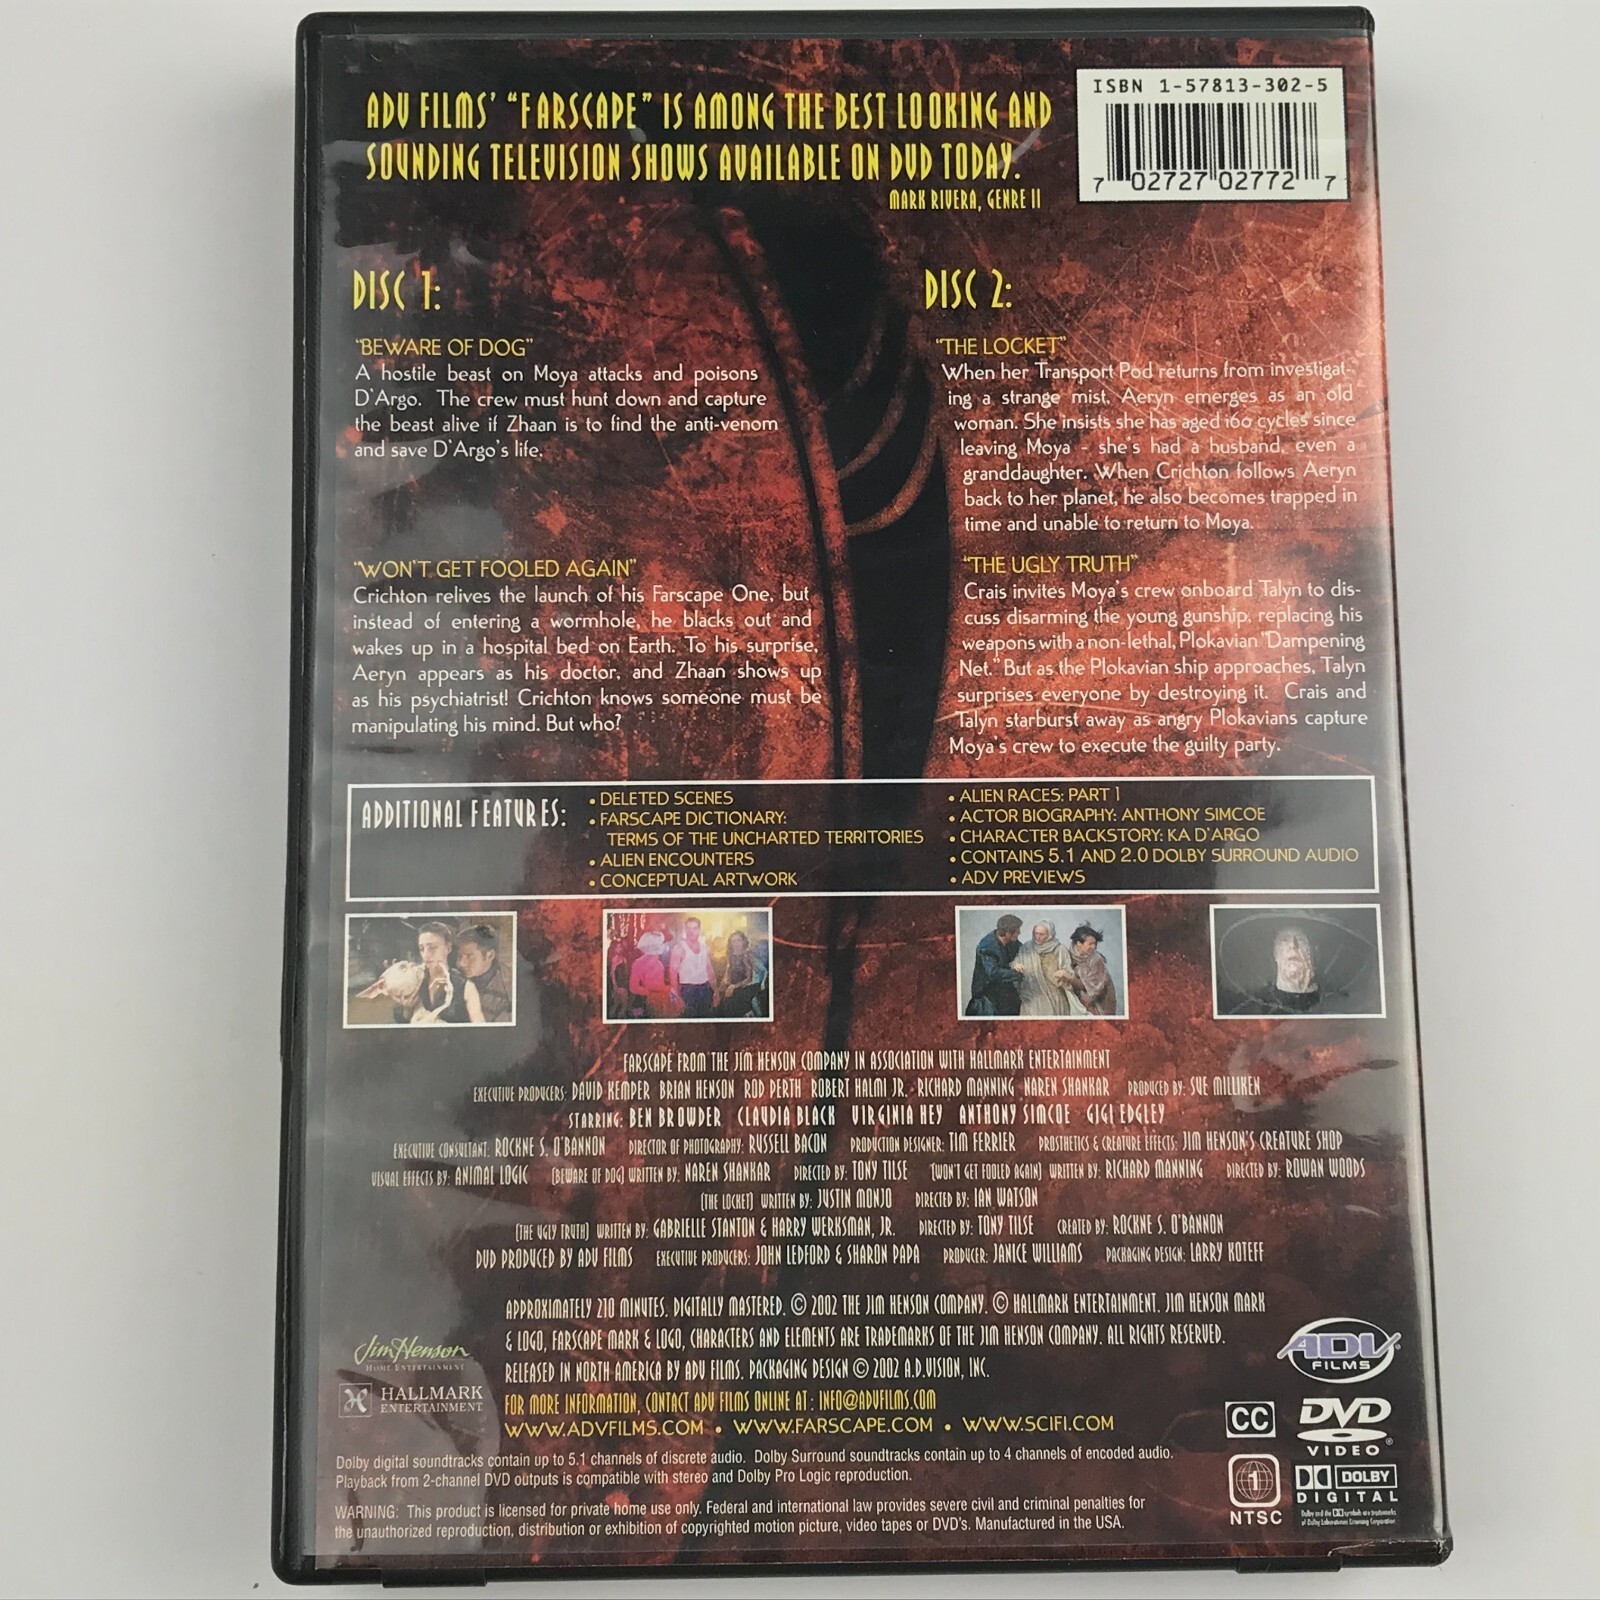 ADV FILMS' "FARSCAPE" IS AMONG THE BEST LOOKING AND
SOUNDING TELEVISION SHOWS AVAILABLE ON DVD TODAY.
MARK RIVERA, GENRE II
ISBN 1-57813-302-5
7 02727 02772 7
DISC 1:
"BEWARE OF DOG"
A hostile beast on Moya attacks and poisons
D'Argo. The crew must hunt down and capture
the beast alive if Zhaan is to find the anti-venom
and save D'Argo's life.
"WON'T GET FOOLED AGAIN"
Crichton relives the launch of his Farscape One, but
instead of entering a wormhole, he blacks out and
wakes up in a hospital bed on Earth. To his surprise,
Aeryn appears as his doctor, and Zhaan shows up
as his psychiatrist! Crichton knows someone must be
manipulating his mind. But who?
DISC 2:
"THE LOCKET"
When her Transport Pod returns from investigat-
ing a strange mist, Aeryn emerges as an old
woman. She insists she has aged 160 cycles since
leaving Moya - she's had a husband, even a
granddaughter. When Crichton follows Aeryn
back to her planet, he also becomes trapped in
time and unable to return to Moya.
"THE UGLY TRUTH"
Crais invites Moya's crew onboard Talyn to dis-
cuss disarming the young gunship, replacing his
weapons with a non-lethal, Plokavian "Dampening
Net." But as the Plokavian ship approaches, Talyn
surprises everyone by destroying it. Crais and
Talyn starburst away as angry Plokavians capture
Moya's crew to execute the guilty party.
ADDITIONAL FEATURES:
• DELETED SCENES
• FARSCAPE DICTIONARY:
TERMS OF THE UNCHARTED TERRITORIES
• ALIEN ENCOUNTERS
• CONCEPTUAL ARTWORK
• ALIEN RACES: PART 1
• ACTOR BIOGRAPHY: ANTHONY SIMCOE
• CHARACTER BACKSTORY: KA D'ARGO
• CONTAINS 5.1 AND 2.0 DOLBY SURROUND AUDIO
• ADV PREVIEWS
FARSCAPE FROM THE JIM HENSON COMPANY IN ASSOCIATION WITH HALLMARK ENTERTAINMENT
EXECUTIVE PRODUCERS: DAVID KEMPER BRIAN HENSON ROD PERTH ROBERT HALMI JR. RICHARD MANNING NAREN SHANKAR PRODUCED BY: SUE MILLIKEN
STARRING: BEN BROWDER CLAUDIA BLACK VIRGINIA HEY ANTHONY SIMCOE GIGI EDGLEY
EXECUTIVE CONSULTANT: ROCKNE S. O'BANNON DIRECTOR OF PHOTOGRAPHY: RUSSELL BACON PRODUCTION DESIGNER: TIM FERRIER PROSTHETICS & CREATURE EFFECTS: JIM HENSON'S CREATURE SHOP
VISUAL EFFECTS BY: ANIMAL LOGIC (BEWARE OF DOG) WRITTEN BY: NAREN SHANKAR DIRECTED BY: TONY TILSE (WON'T GET FOOLED AGAIN) WRITTEN BY: RICHARD MANNING DIRECTED BY: ROWAN WOODS
(THE LOCKET) WRITTEN BY: JUSTIN MONJO DIRECTED BY: IAN WATSON
(THE UGLY TRUTH) WRITTEN BY: GABRIELLE STANTON & HARRY WERKSMAN, JR. DIRECTED BY: TONY TILSE CREATED BY: ROCKNE S. O'BANNON
DVD PRODUCED BY ADV FILMS EXECUTIVE PRODUCERS: JOHN LEDFORD & SHARON PAPA PRODUCER: JANICE WILLIAMS PACKAGING DESIGN: LARRY KOTEFF
APPROXIMATELY 210 MINUTES. DIGITALLY MASTERED. © 2002 THE JIM HENSON COMPANY. © HALLMARK ENTERTAINMENT. JIM HENSON MARK
& LOGO, FARSCAPE MARK & LOGO, CHARACTERS AND ELEMENTS ARE TRADEMARKS OF THE JIM HENSON COMPANY. ALL RIGHTS RESERVED.
RELEASED IN NORTH AMERICA BY ADV FILMS. PACKAGING DESIGN © 2002 A.D.VISION, INC.
FOR MORE INFORMATION, CONTACT ADV FILMS ONLINE AT: INFO@ADVFILMS.COM
WWW.ADVFILMS.COM • WWW.FARSCAPE.COM • WWW.SCIFI.COM
Jim Henson
HOME ENTERTAINMENT
HALLMARK
ENTERTAINMENT
ADV
FILMS
CC
DVD
VIDEO
1
NTSC
DOLBY
DIGITAL
Dolby and the DD symbol are trademarks
of Dolby Laboratories Licensing Corporation
Dolby digital soundtracks contain up to 5.1 channels of discrete audio. Dolby Surround soundtracks contain up to 4 channels of encoded audio.
Playback from 2-channel DVD outputs is compatible with stereo and Dolby Pro Logic reproduction.
WARNING: This product is licensed for private home use only. Federal and international law provides severe civil and criminal penalties for
the unauthorized reproduction, distribution or exhibition of copyrighted motion picture, video tapes or DVD's. Manufactured in the USA.